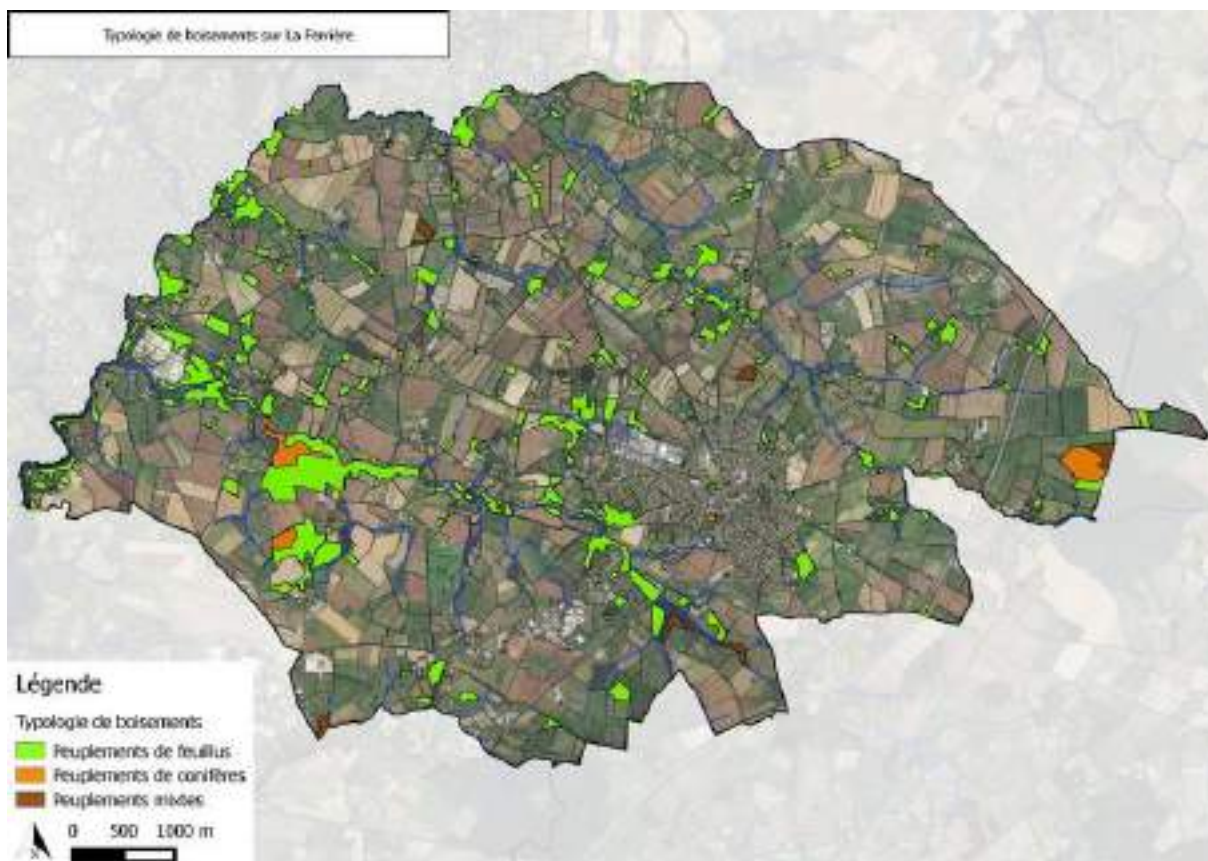 Typologie de boisements sur La Ferrière
Légende
Typologie de boisements
Peuplements de feuillus
Peuplements de conifères
Peuplements mixtes
0 500 1000 m
N